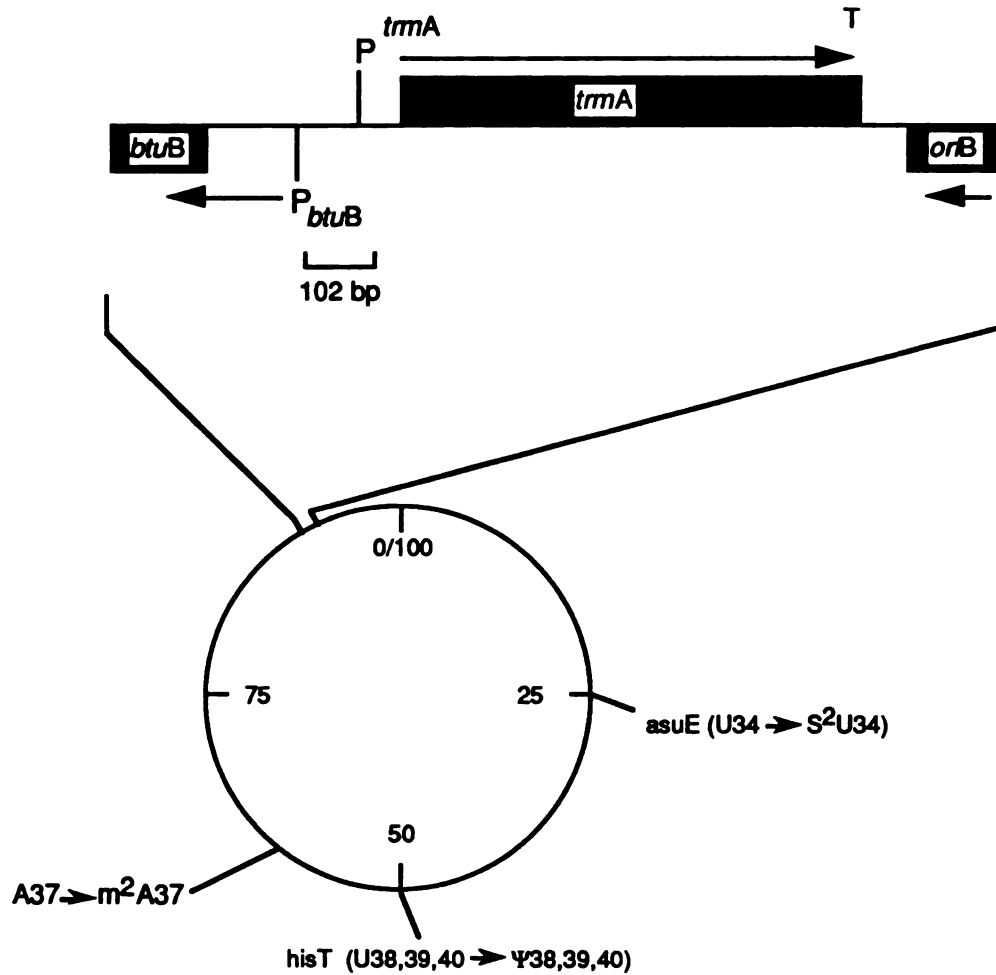 P trmA
T
trmA
btuB
oriB
PbtuB
102 bp
0/100
75
25
asuE (U34 → S²U34)
50
A37→m²A37
hisT (U38,39,40 → Ψ38,39,40)